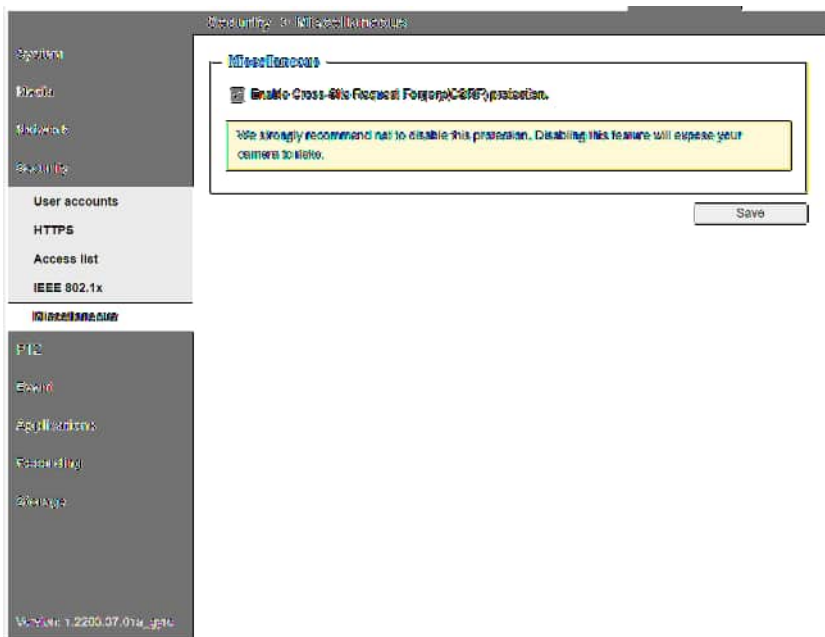 Security > Miscellaneous
System
Media
Network
Security
User accounts
HTTPS
Access list
IEEE 802.1x
Miscellaneous
PTZ
Event
Applications
Recording
Storage
Miscellaneous
Enable Cross-Site Request Forgery(CSRF) protection.
We strongly recommend not to disable this protection. Disabling this feature will expose your
camera to
Save
Version: